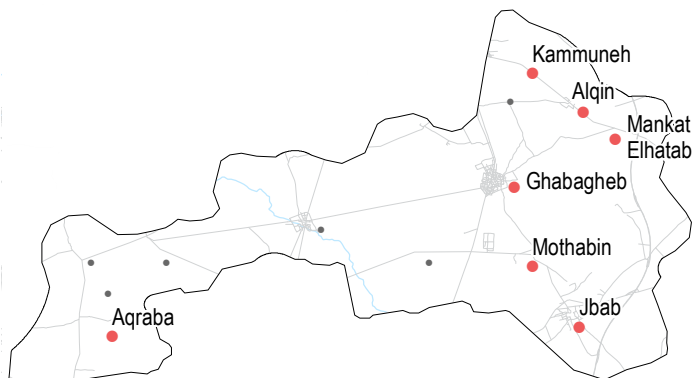 Kammuneh
Alqin
Mankat
Elhatab
Ghabagheb
Mothabin
Jbab
Aqraba